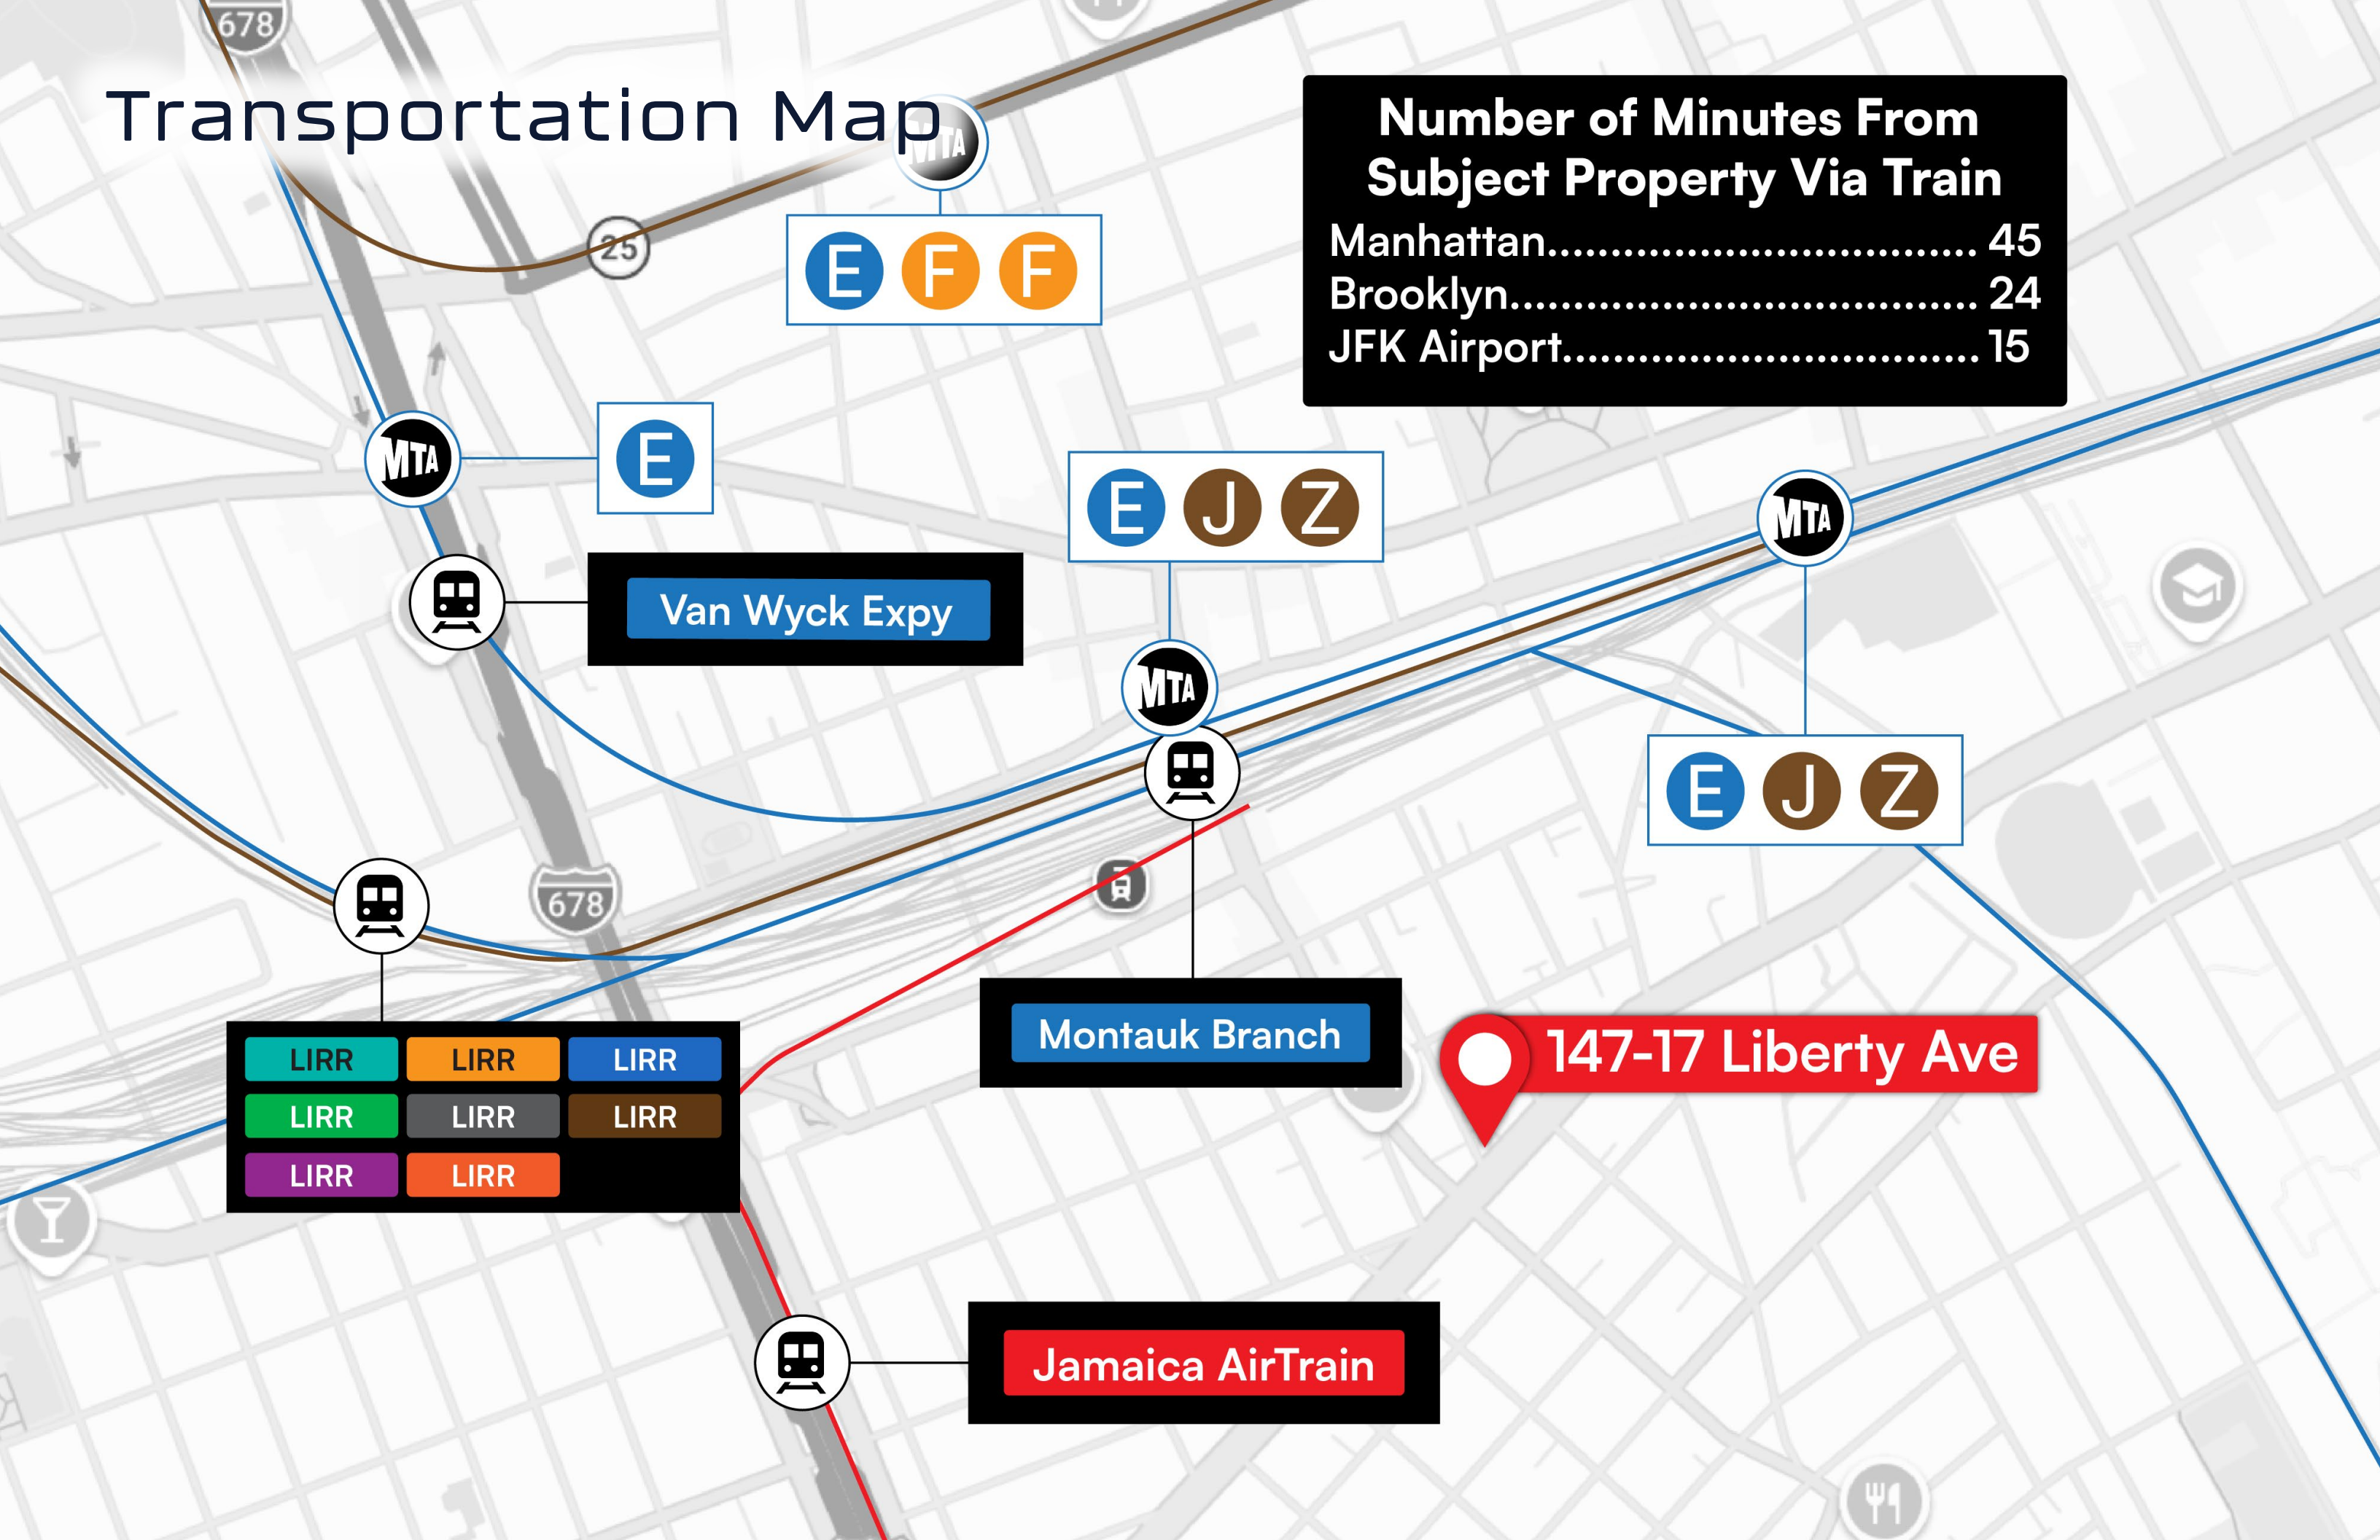 678
Transportation Map
MTA
Number of Minutes From
Subject Property Via Train
Manhattan.................................. 45
Brooklyn..................................... 24
JFK Airport................................. 15
25
E F F
MTA
E
E J Z
MTA
Van Wyck Expy
MTA
E J Z
678
Montauk Branch
147-17 Liberty Ave
LIRR LIRR LIRR
LIRR LIRR LIRR
LIRR LIRR
Jamaica AirTrain